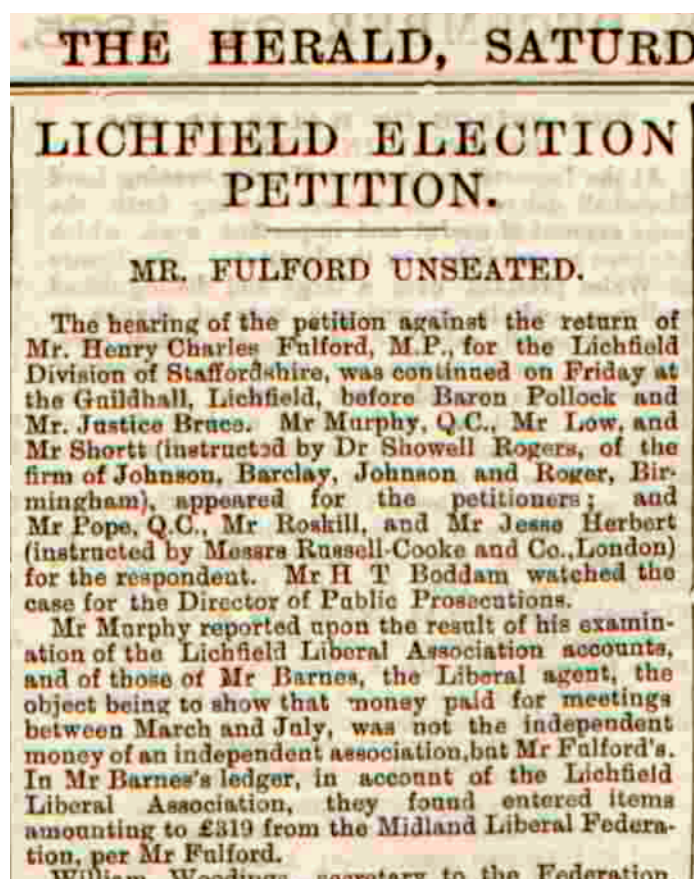 THE HERALD, SATURD
LICHFIELD ELECTION
PETITION.
MR. FULFORD UNSEATED.
The hearing of the petition against the return of
Mr. Henry Charles Fulford, M.P., for the Lichfield
Division of Staffordshire, was continued on Friday at
the Guildhall, Lichfield, before Baron Pollock and
Mr. Justice Bruce. Mr Murphy, Q.C., Mr Low, and
Mr Shortt (instructed by Dr Showell Rogers, of the
firm of Johnson, Barclay, Johnson and Roger, Bir-
mingham), appeared for the petitioners; and
Mr Pope, Q.C., Mr Roskill, and Mr Jesse Herbert
(instructed by Messrs Russell-Cooke and Co., London)
for the respondent. Mr H T Boddam watched the
case for the Director of Public Prosecutions.
Mr Murphy reported upon the result of his examin-
ation of the Lichfield Liberal Association accounts,
and of those of Mr Barnes, the Liberal agent, the
object being to show that money paid for meetings
between March and July, was not the independent
money of an independent association, but Mr Fulford's.
In Mr Barnes's ledger, in account of the Lichfield
Liberal Association, they found entered items
amounting to £319 from the Midland Liberal Federa-
tion, per Mr Fulford.
William Woodings, secretary to the Federation,